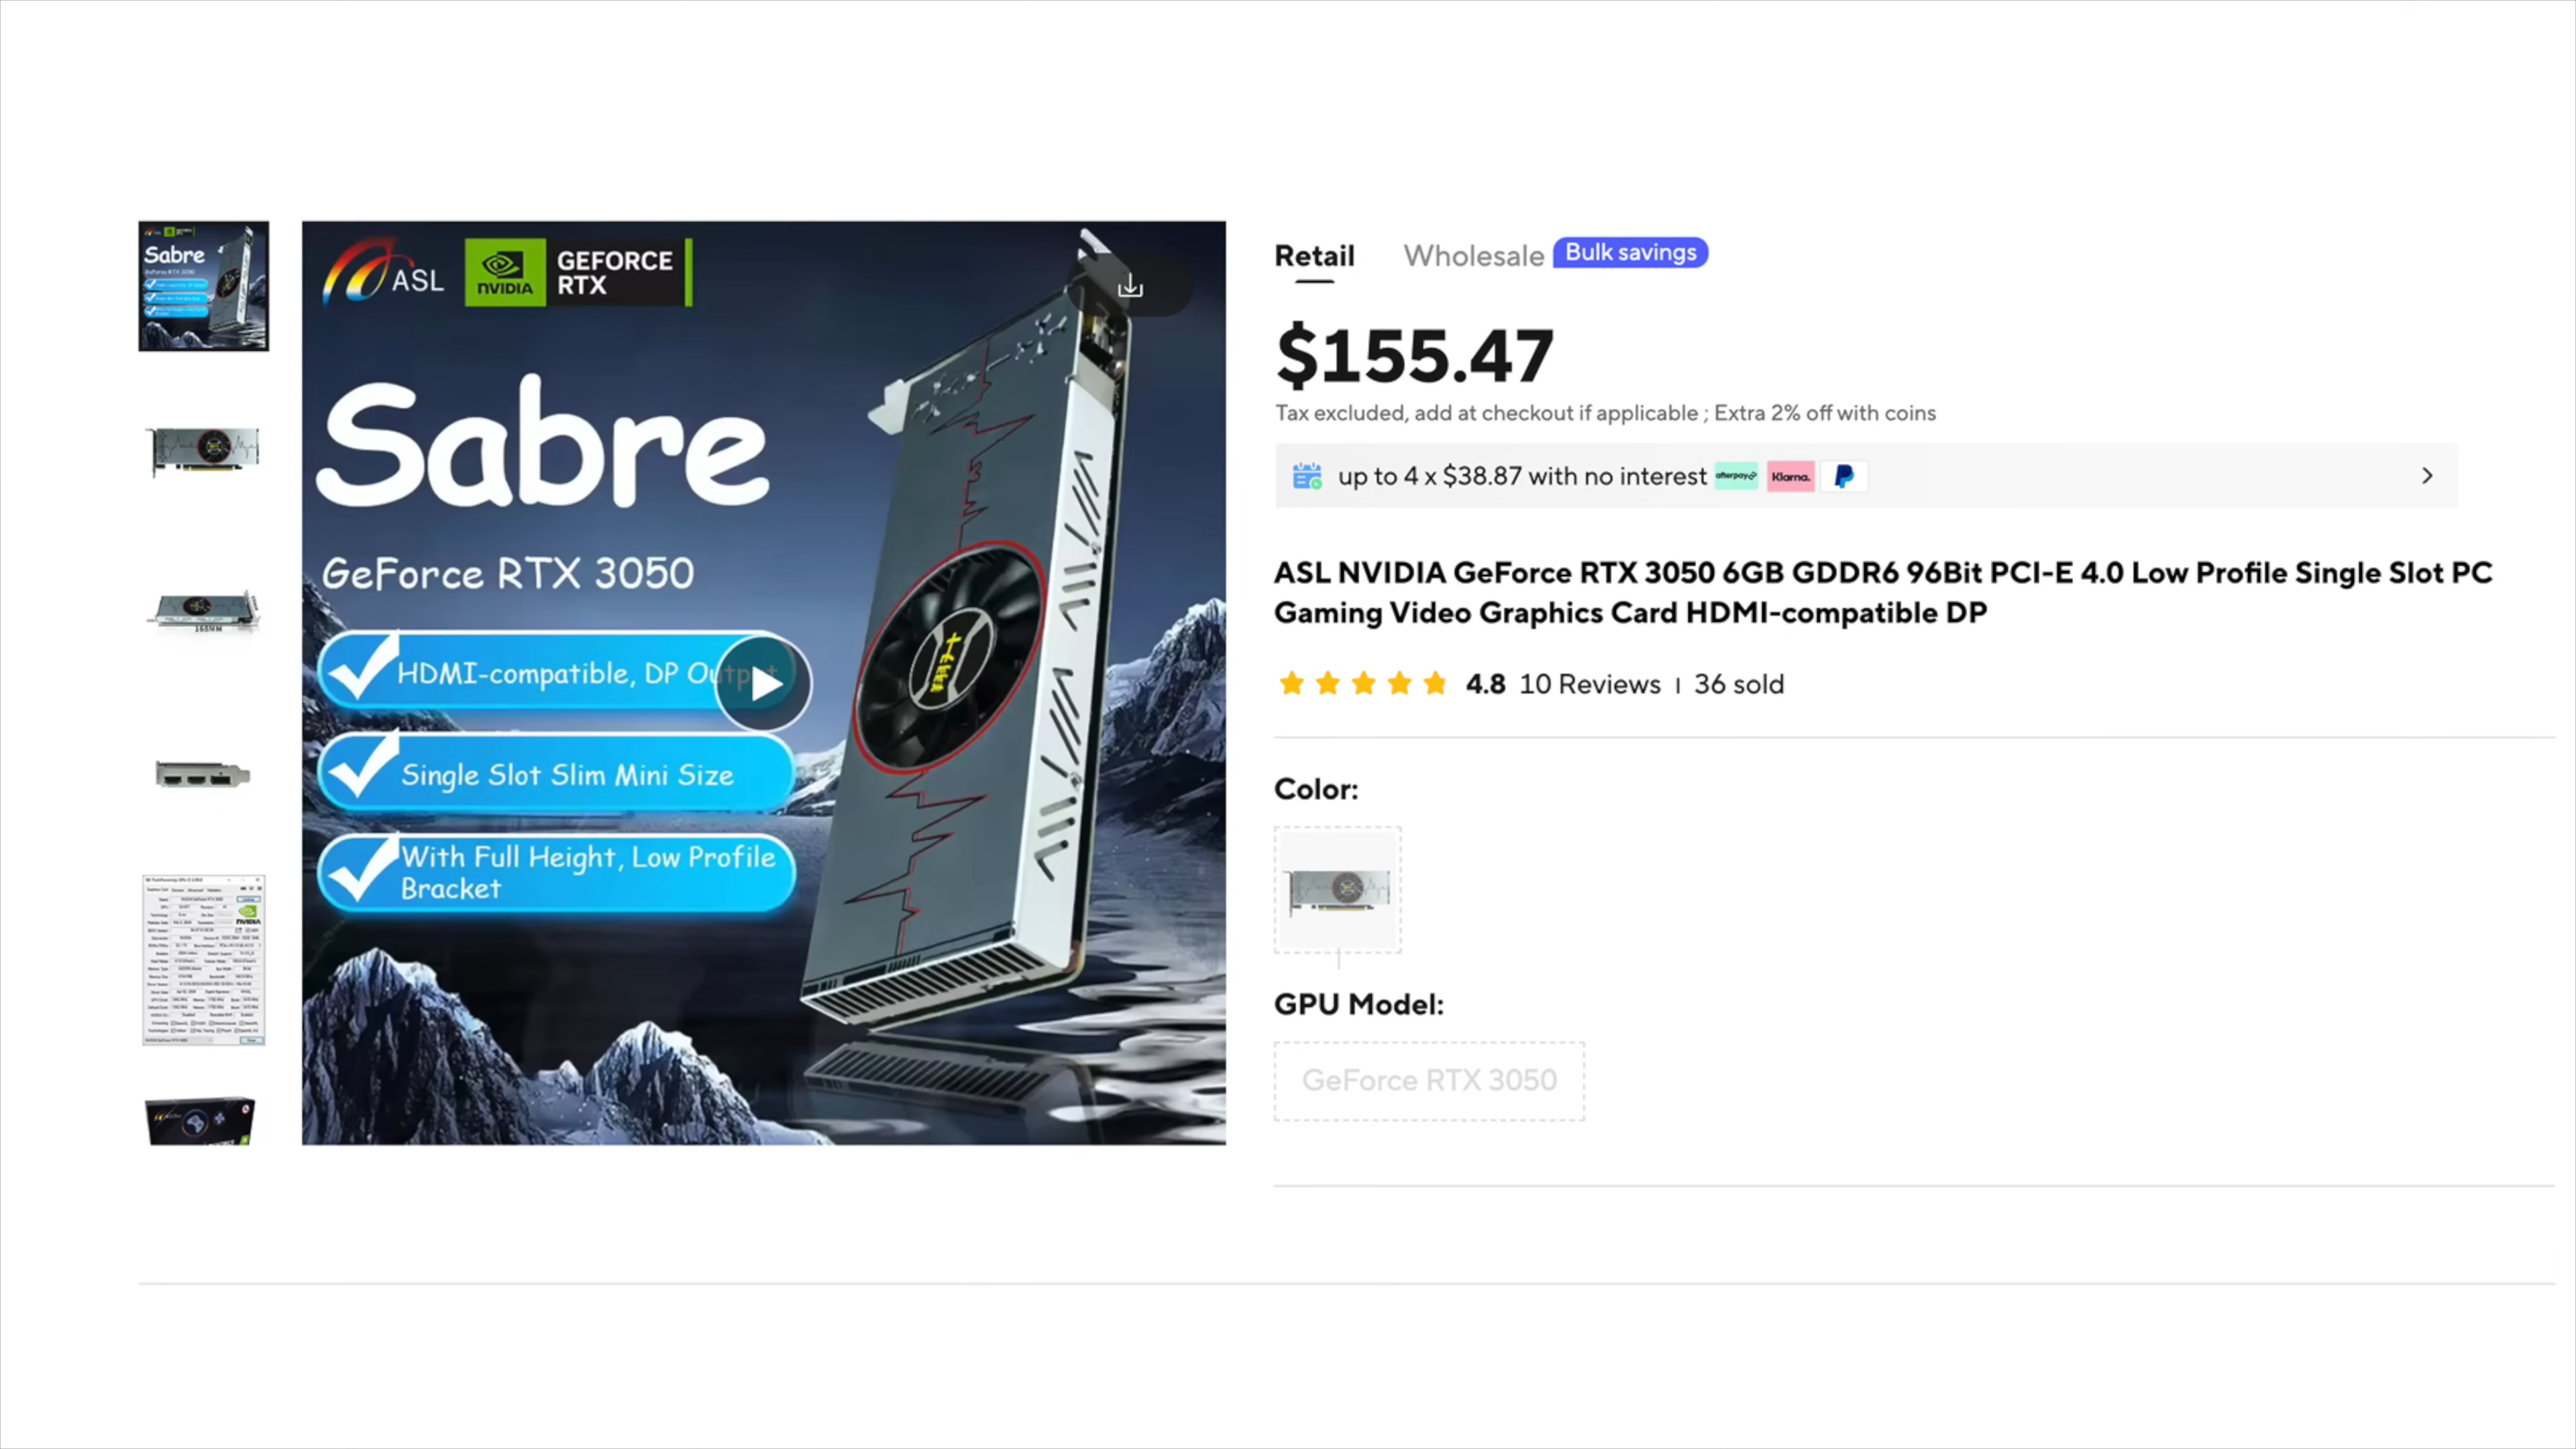 Sabre
ASL
NVIDIA
GEFORCE
RTX
Sabre
GeForce RTX 3050
HDMI-compatible, DP Output
Single Slot Slim Mini Size
With Full Height, Low Profile
Bracket
Retail
Wholesale
Bulk savings
$155.47
Tax excluded, add at checkout if applicable ; Extra 2% off with coins
up to 4 x $38.87 with no interest
afterpay
Klarna.
ASL NVIDIA GeForce RTX 3050 6GB GDDR6 96Bit PCI-E 4.0 Low Profile Single Slot PC
Gaming Video Graphics Card HDMI-compatible DP
4.8 10 Reviews | 36 sold
Color:
GPU Model:
GeForce RTX 3050